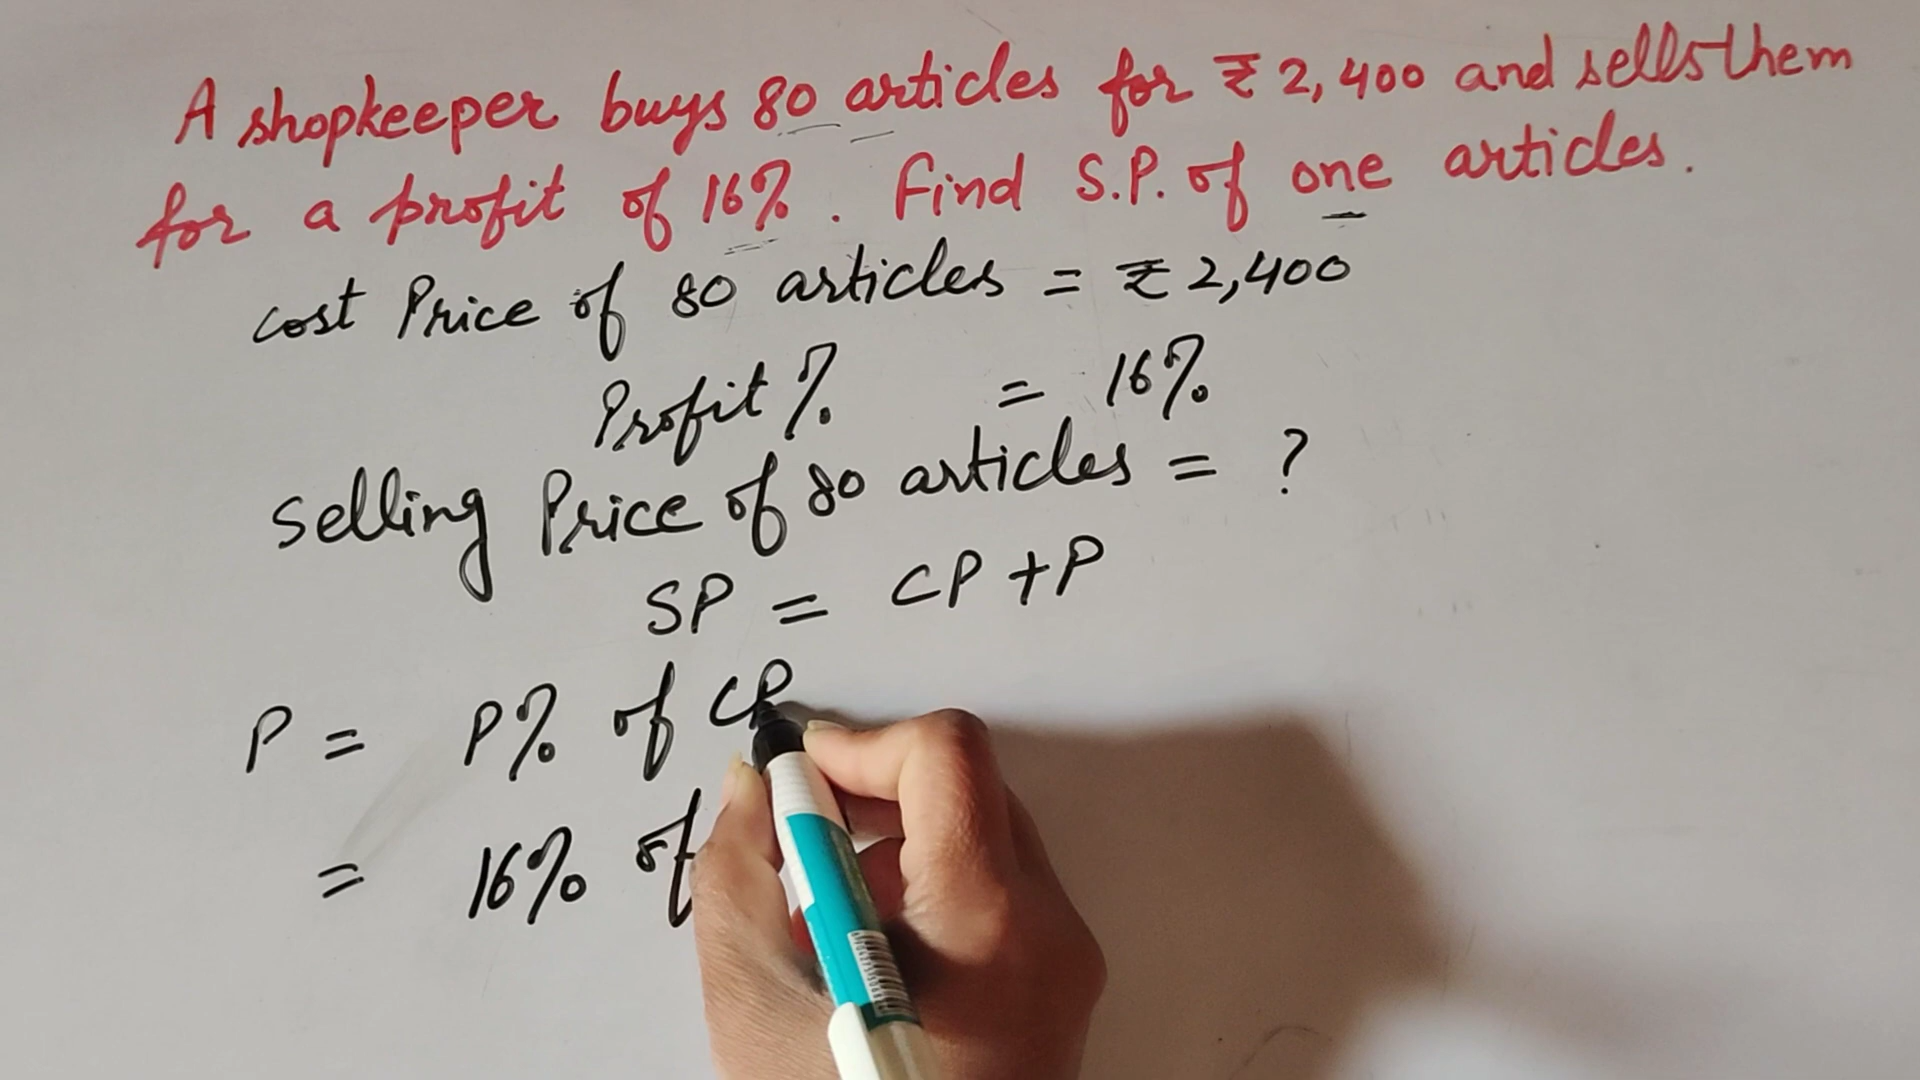 A shopkeeper buys 80 articles for ₹ 2,400 and sells them
for a profit of 16%. Find S.P. of one articles.
cost Price of 80 articles = ₹ 2,400
Profit % = 16%
Selling Price of 80 articles = ?
SP = CP + P
P = P% of CP
= 16% of